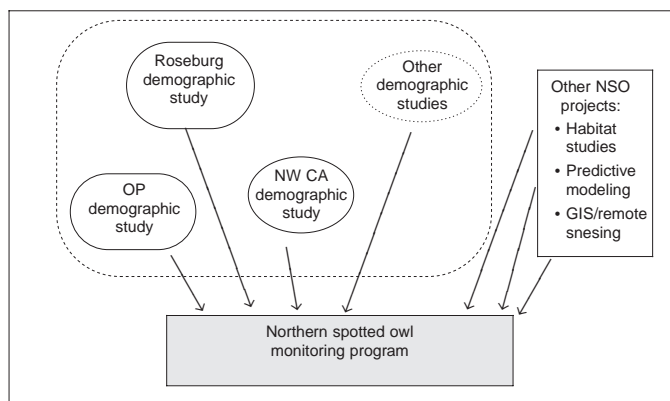 Roseburg
demographic
study
Other
demographic
studies
Other NSO
projects:
• Habitat
studies
• Predictive
modeling
• GIS/remote
snesing
OP
demographic
study
NW CA
demographic
study
Northern spotted owl
monitoring program